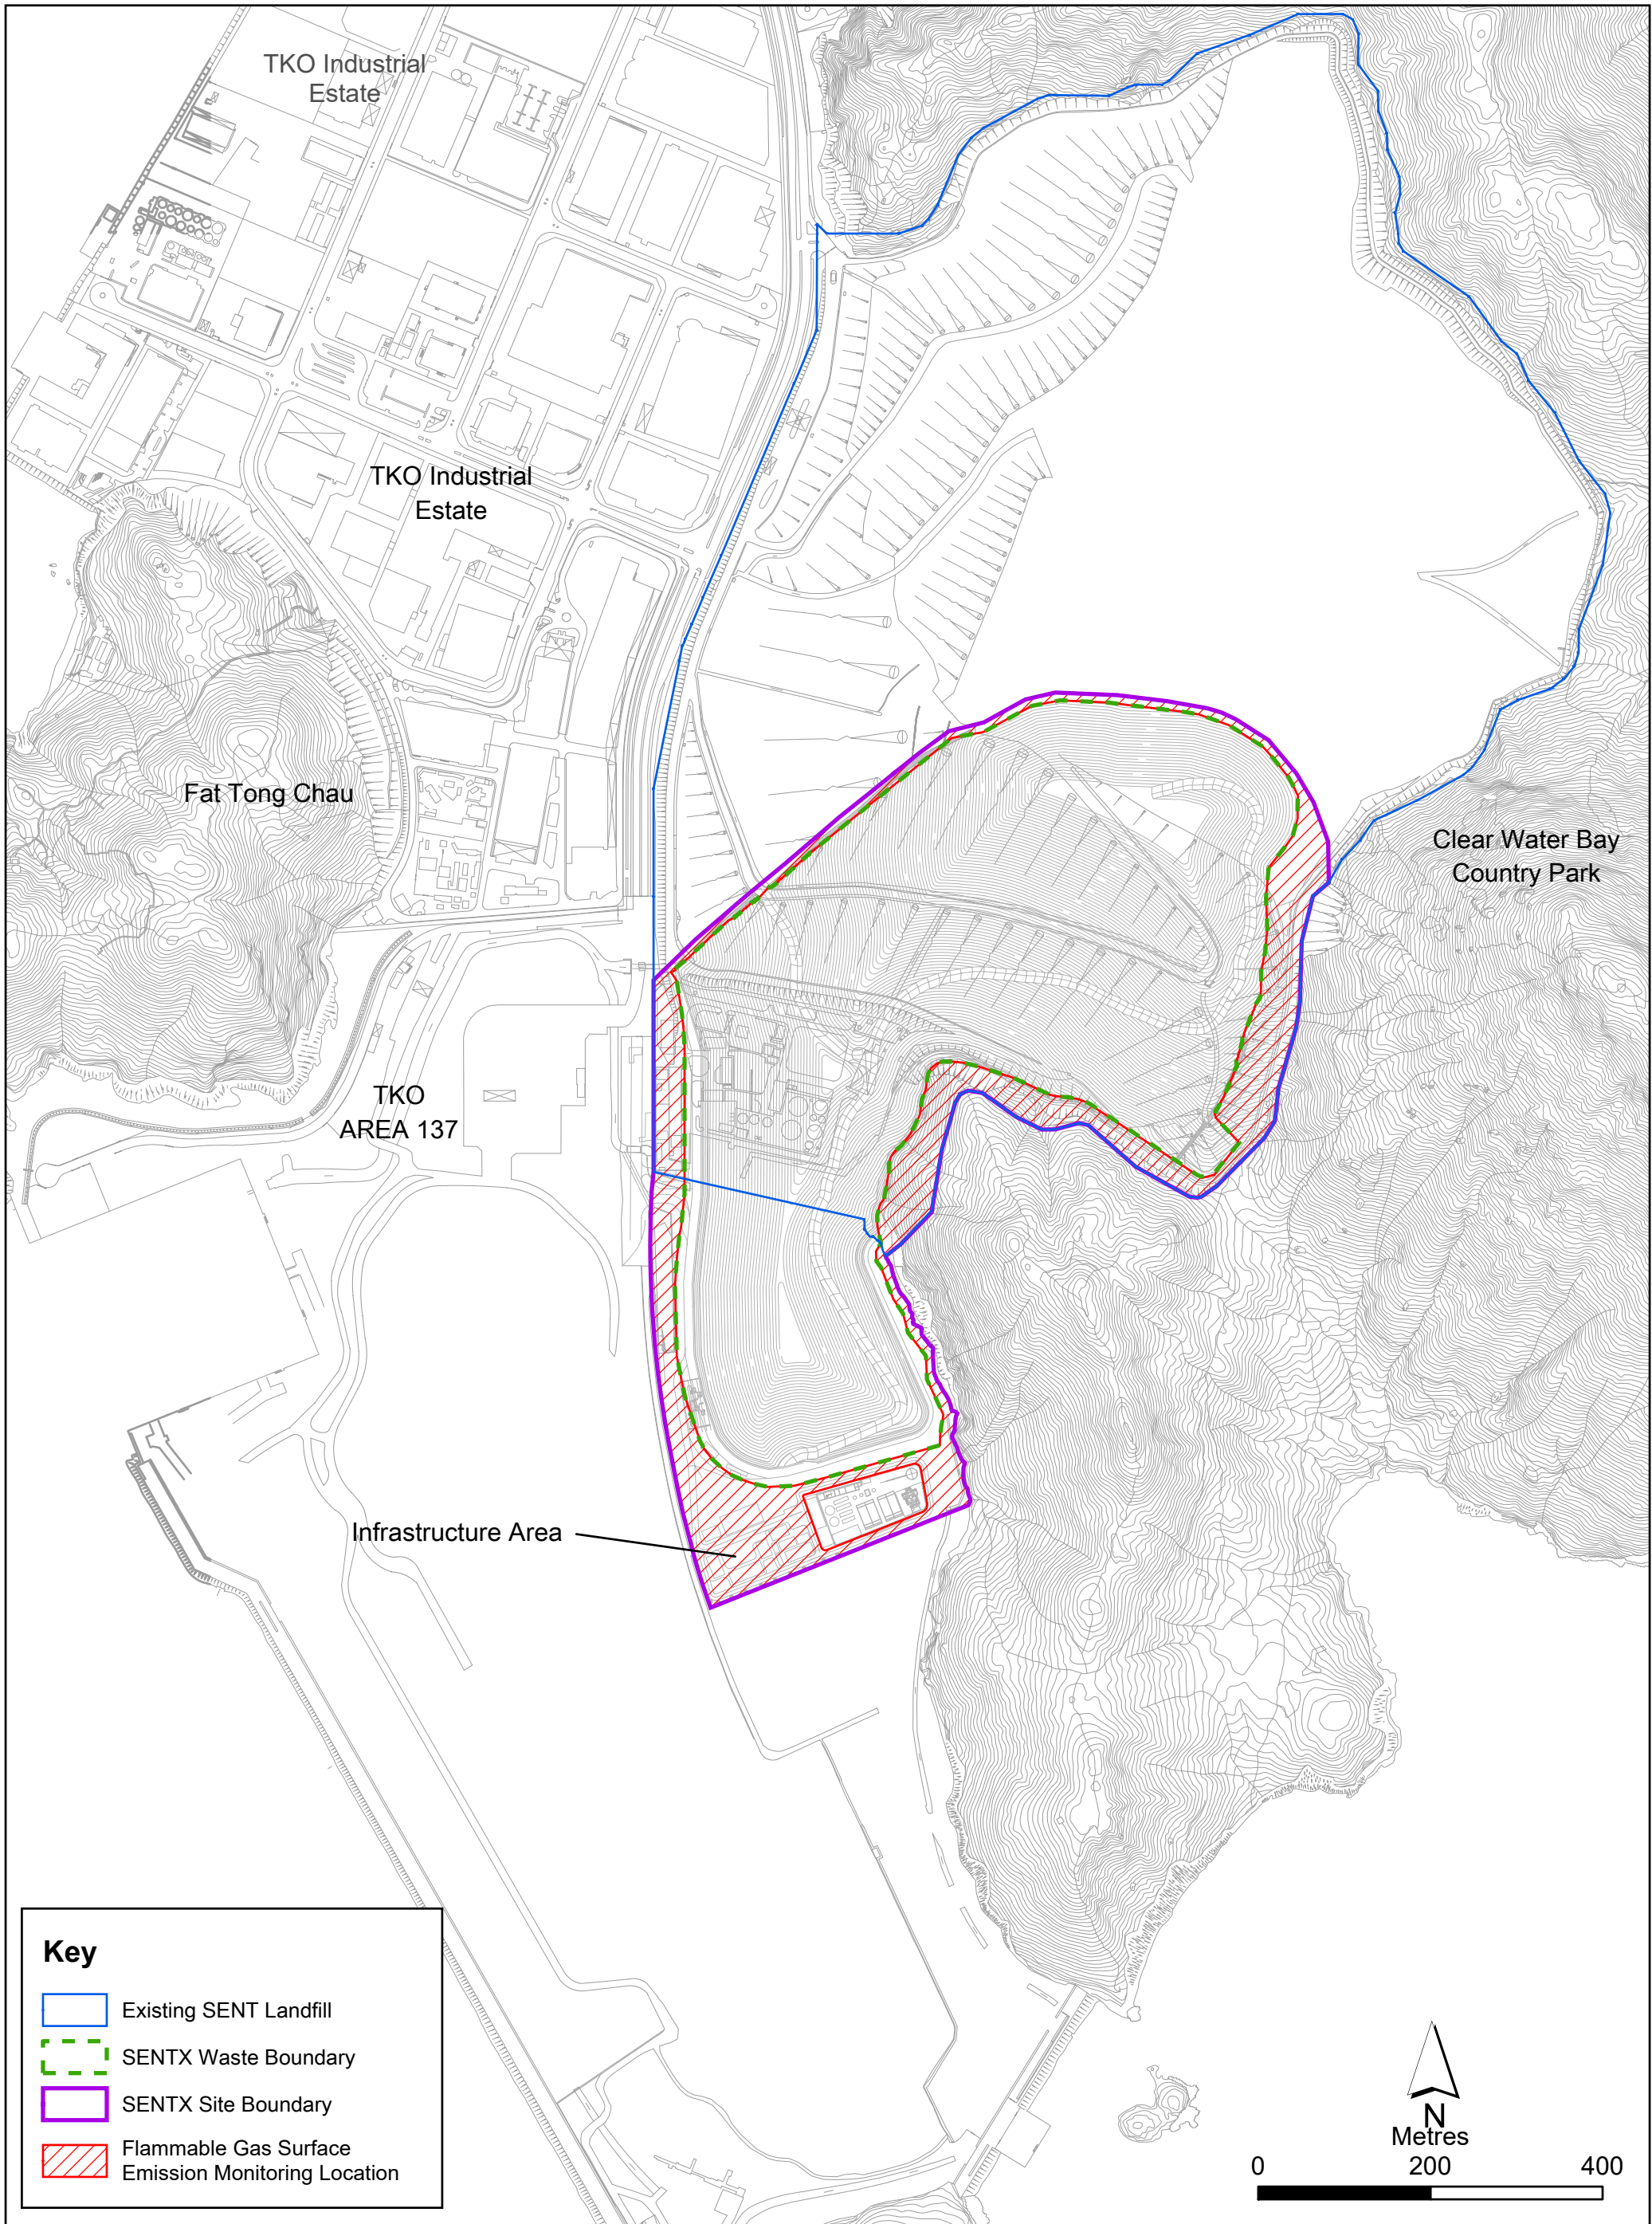 TKO Industrial
Estate
TKO Industrial
Estate
Fat Tong Chau
Clear Water Bay
Country Park
TKO
AREA 137
Infrastructure Area
Key
Existing SENT Landfill
SENTX Waste Boundary
SENTX Site Boundary
Flammable Gas Surface
Emission Monitoring Location
N
Metres
0 200 400